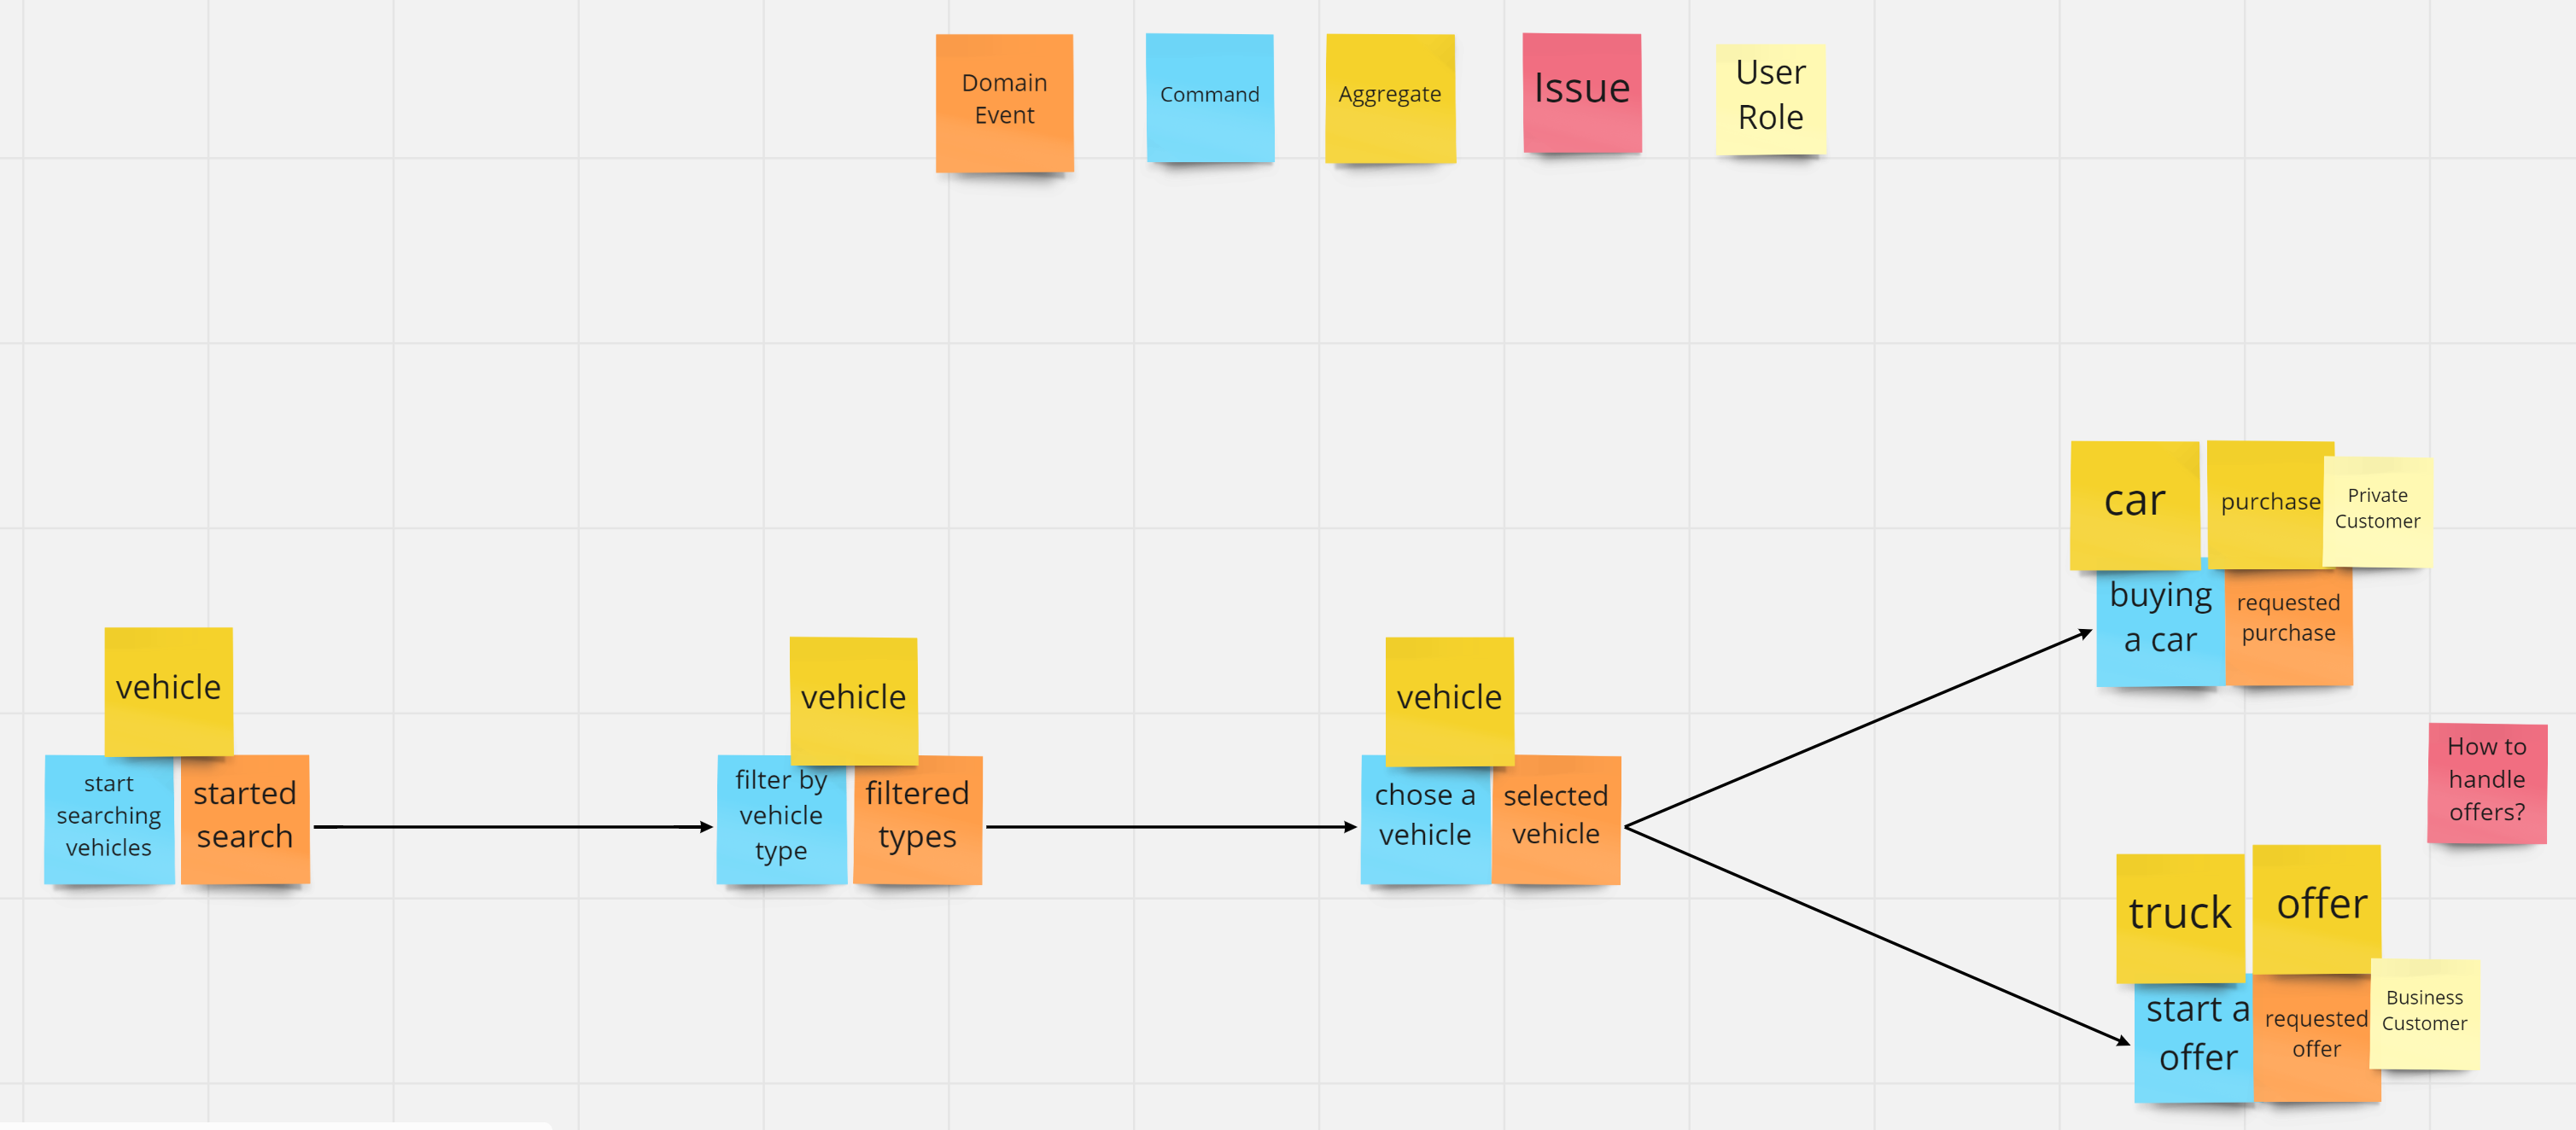 Domain
Event
Command
Aggregate
Issue
User
Role
car
purchase
Private
Customer
buying
a car
requested
purchase
vehicle
start
searching
vehicles
started
search
vehicle
filter by
vehicle
type
filtered
types
vehicle
chose a
vehicle
selected
vehicle
How to
handle
offers?
truck
offer
start a
offer
requested
offer
Business
Customer